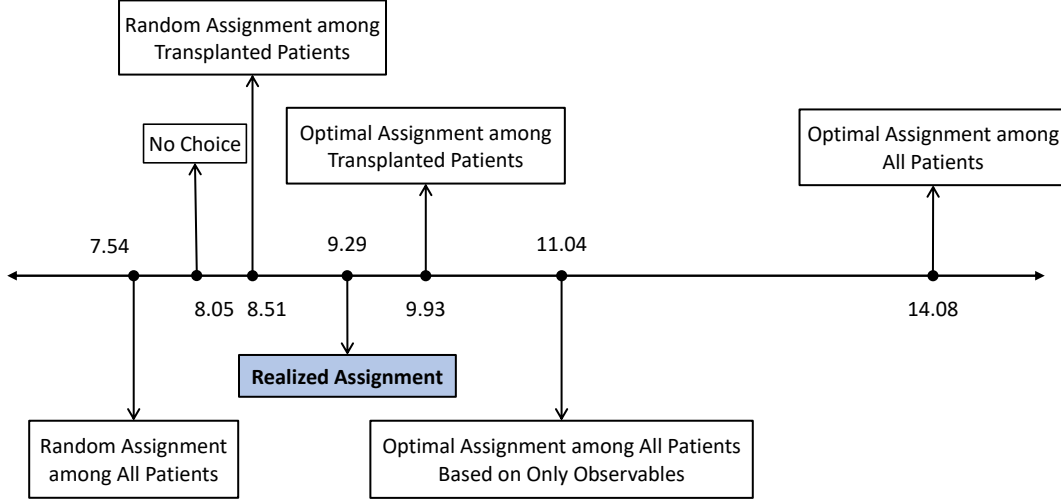 Random Assignment among
Transplanted Patients
No Choice
Optimal Assignment among
Transplanted Patients
Optimal Assignment among
All Patients
7.54
9.29
11.04
8.05
8.51
9.93
14.08
Realized Assignment
Random Assignment
among All Patients
Optimal Assignment among All Patients
Based on Only Observables